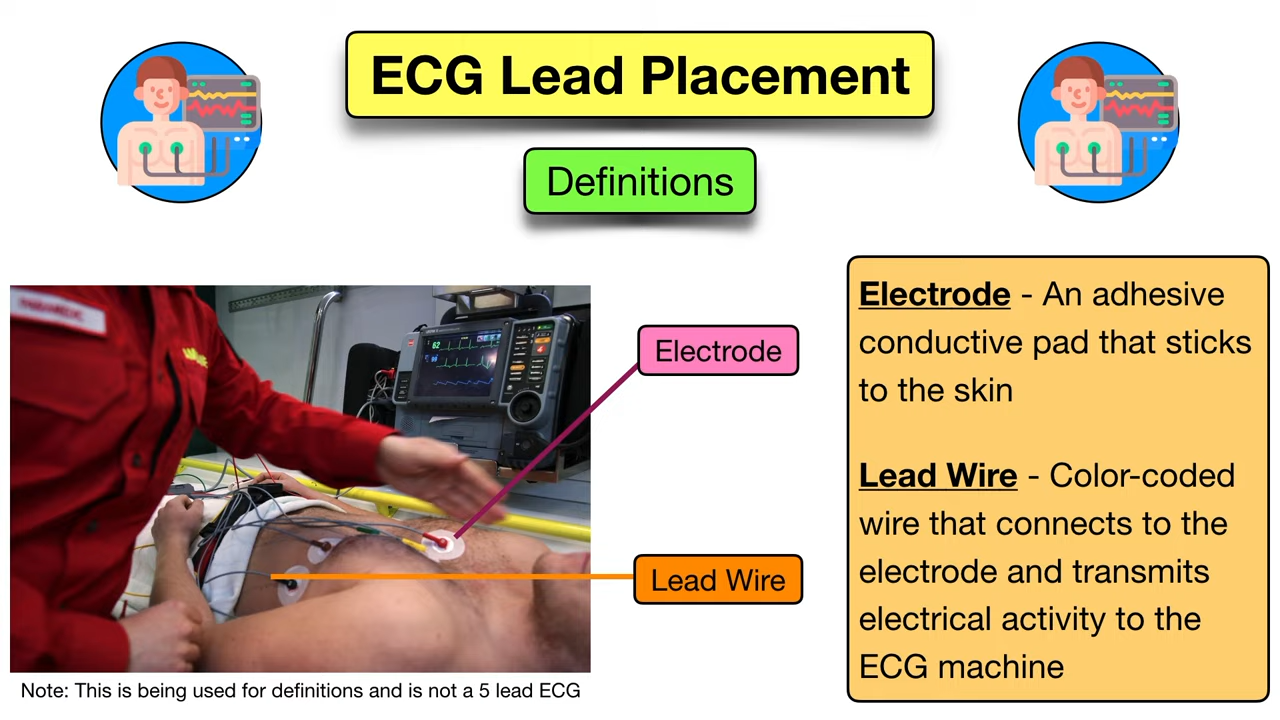 ECG Lead Placement
Definitions
Electrode
Lead Wire
Note: This is being used for definitions and is not a 5 lead ECG
Electrode - An adhesive
conductive pad that sticks
to the skin
Lead Wire - Color-coded
wire that connects to the
electrode and transmits
electrical activity to the
ECG machine